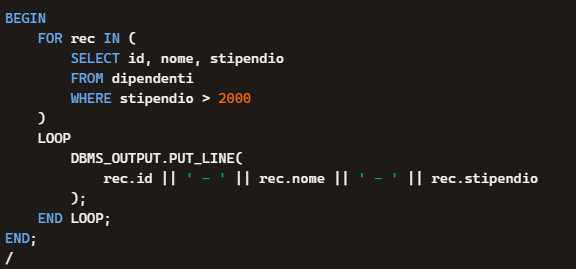 BEGIN
    FOR rec IN (
        SELECT id, nome, stipendio
        FROM dipendenti
        WHERE stipendio > 2000
    )
    LOOP
        DBMS_OUTPUT.PUT_LINE(
            rec.id || ' - ' || rec.nome || ' - ' || rec.stipendio
        );
    END LOOP;
END;
/